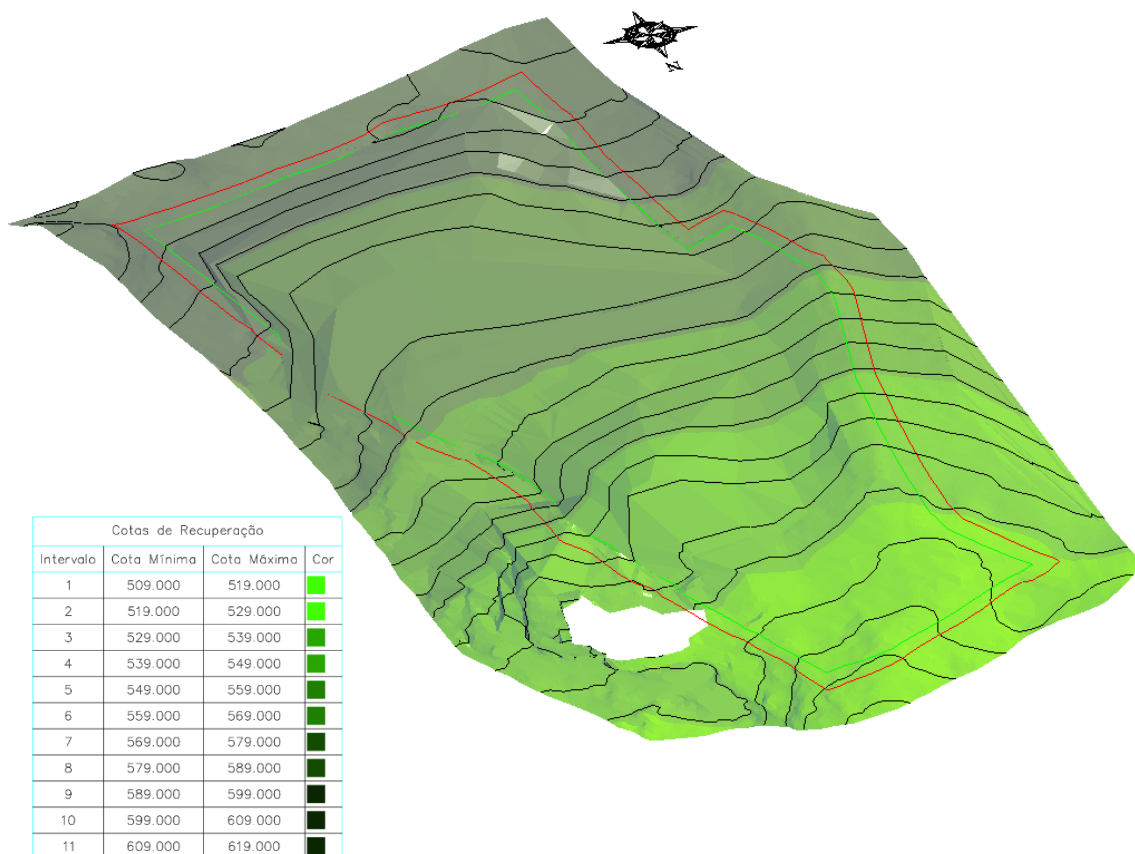 N
Cotas de Recuperação
Intervalo Cota Mínima Cota Máxima Cor
1 509.000 519.000
2 519.000 529.000
3 529.000 539.000
4 539.000 549.000
5 549.000 559.000
6 559.000 569.000
7 569.000 579.000
8 579.000 589.000
9 589.000 599.000
10 599.000 609.000
11 609.000 619.000